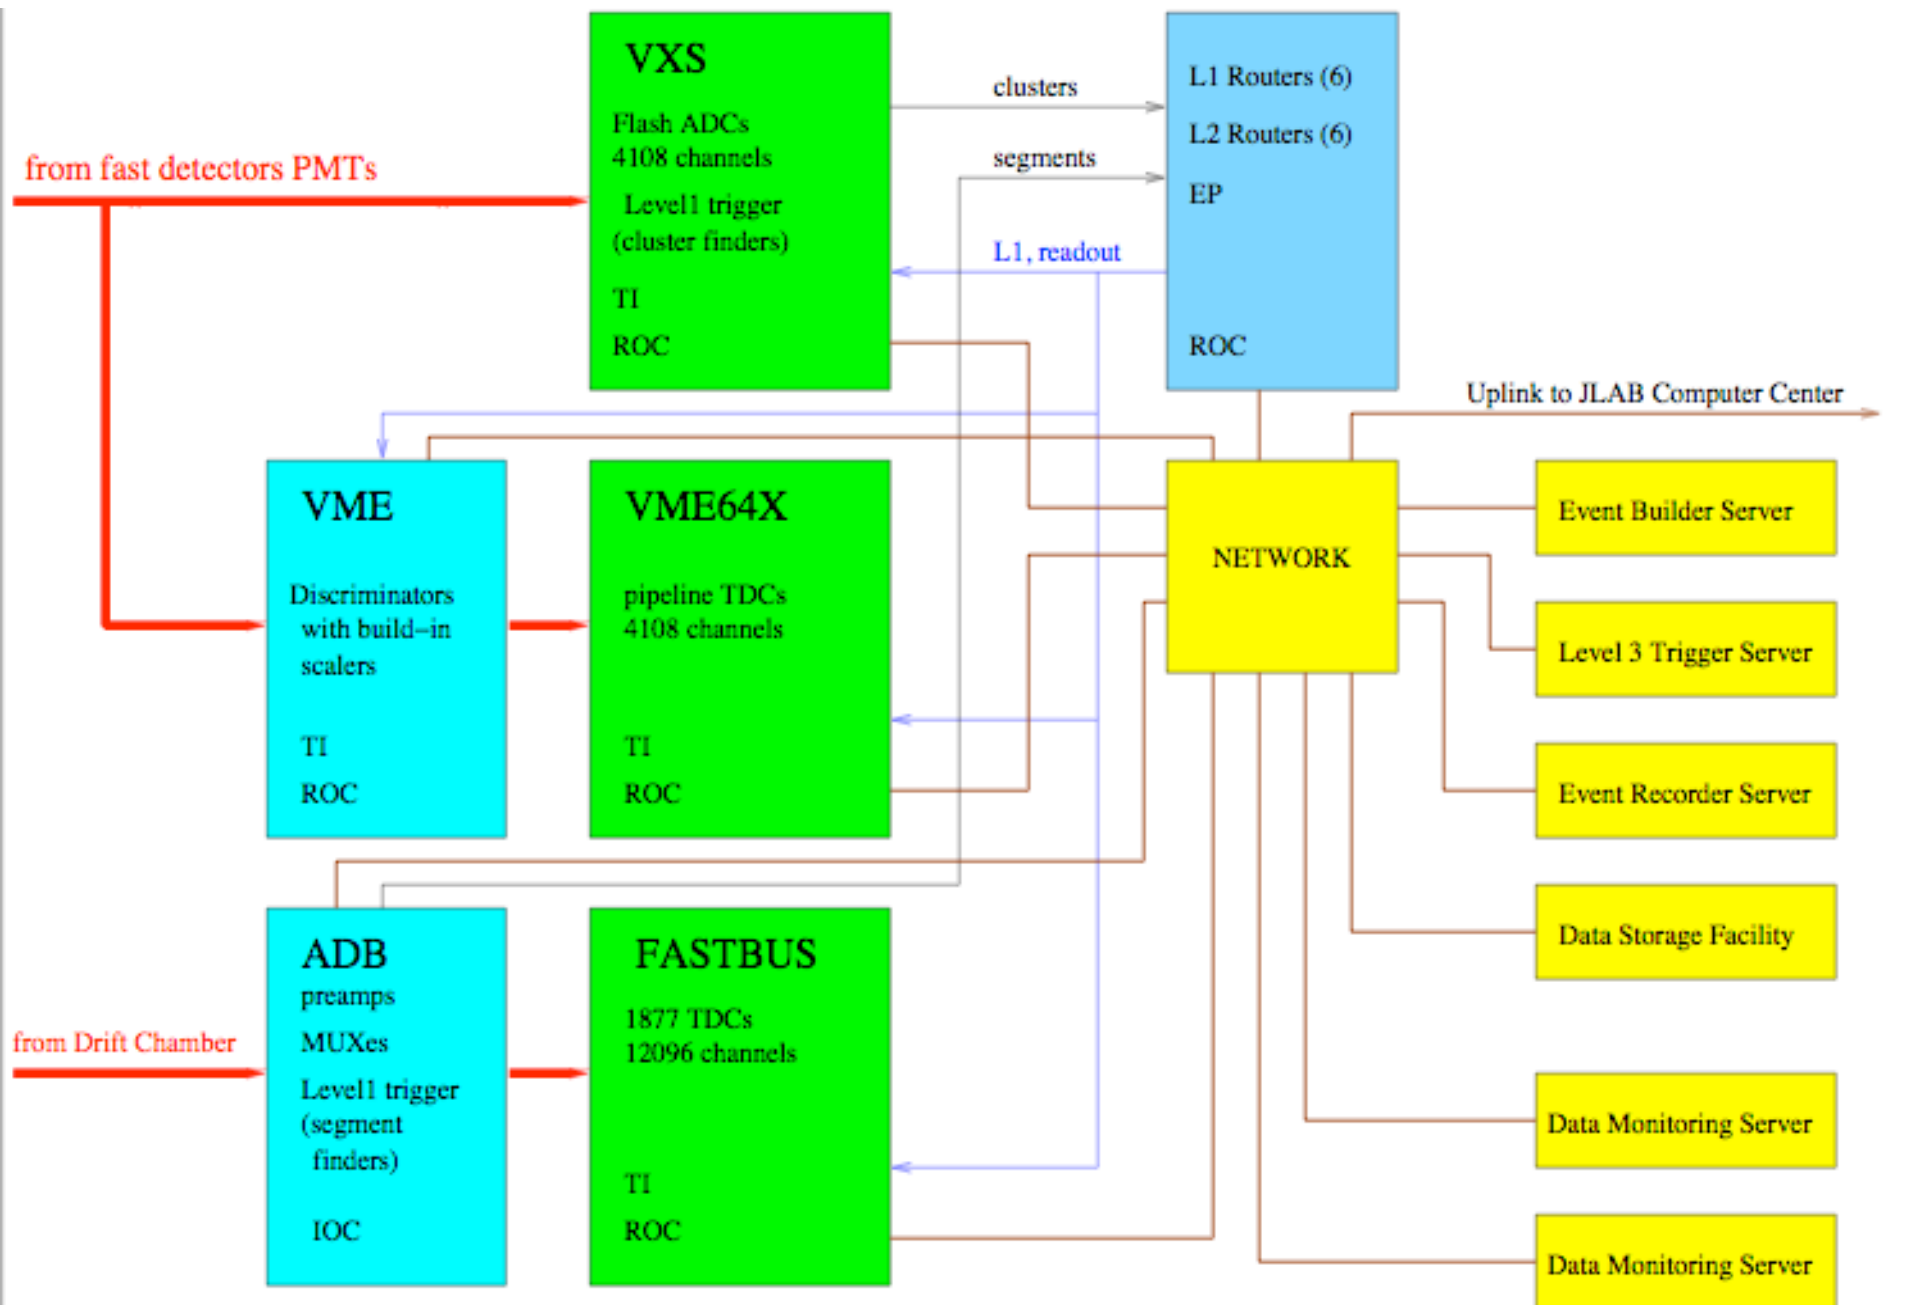 VXS
Flash ADCs
4108 channels
Level1 trigger
(cluster finders)
TI
ROC
clusters
segments
L1, readout
L1 Routers (6)
L2 Routers (6)
EP
ROC
from fast detectors PMTs
Uplink to JLAB Computer Center
VME
Discriminators
with build-in
scalers
TI
ROC
VME64X
pipeline TDCs
4108 channels
TI
ROC
NETWORK
Event Builder Server
Level 3 Trigger Server
Event Recorder Server
Data Storage Facility
Data Monitoring Server
Data Monitoring Server
from Drift Chamber
ADB
preamps
MUXes
Level1 trigger
(segment
finders)
IOC
FASTBUS
1877 TDCs
12096 channels
TI
ROC